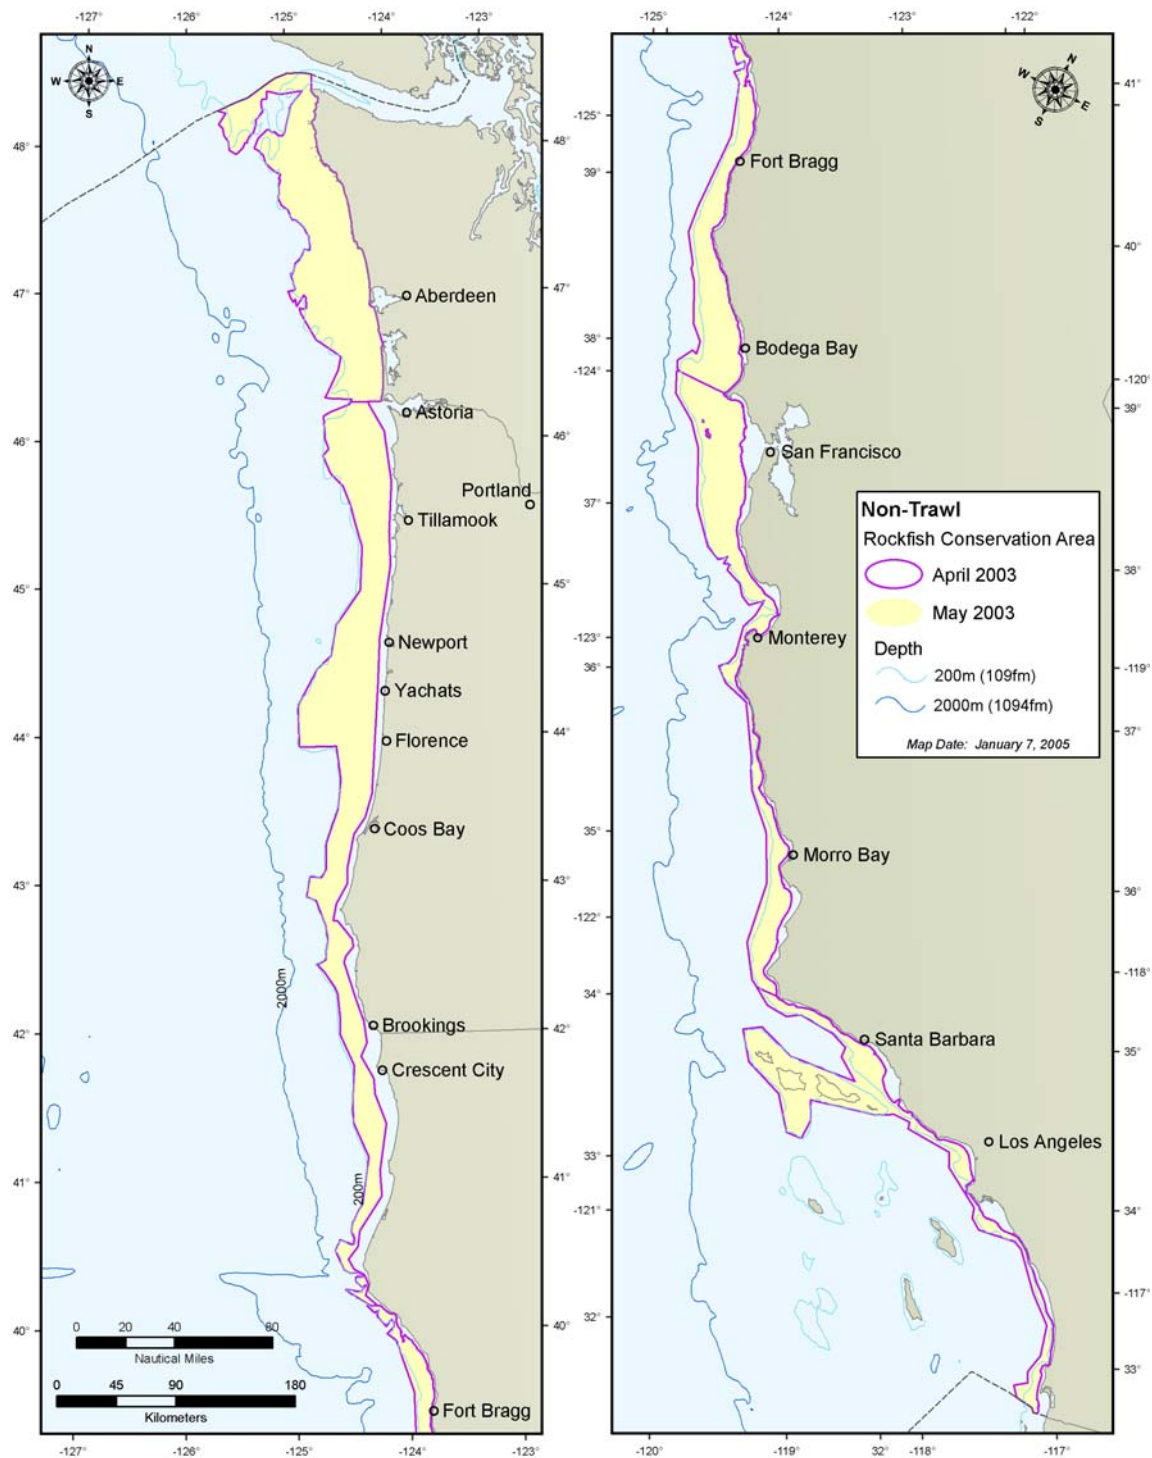 -127° -126° -125° -124° -123°
N
W E
S
48° 48°
47° 47°
46° 46°
45° 45°
44° 44°
43° 43°
42° 42°
41° 41°
40° 40°
Aberdeen
Astoria
Portland
Tillamook
Newport
Yachats
Florence
Coos Bay
2000m
Brookings
Crescent City
200m
0 20 40 80
Nautical Miles
0 45 90 180
Kilometers
Fort Bragg
-127° -126° -125° -124° -123°
-125° -124° -123° -122°
N
W E
S
41°
-125°
Fort Bragg
39°
40°
38°
Bodega Bay
-124°
-120°
39°
San Francisco
37°
Non-Trawl
Rockfish Conservation Area
April 2003
May 2003
Depth
200m (109fm)
2000m (1094fm)
Map Date: January 7, 2005
38°
-123°
Monterey
36°
-119°
37°
35°
Morro Bay
36°
-122°
-118°
34°
Santa Barbara
35°
Los Angeles
33°
-121°
34°
-117°
32°
33°
-120° -119° 32° -118° -117°